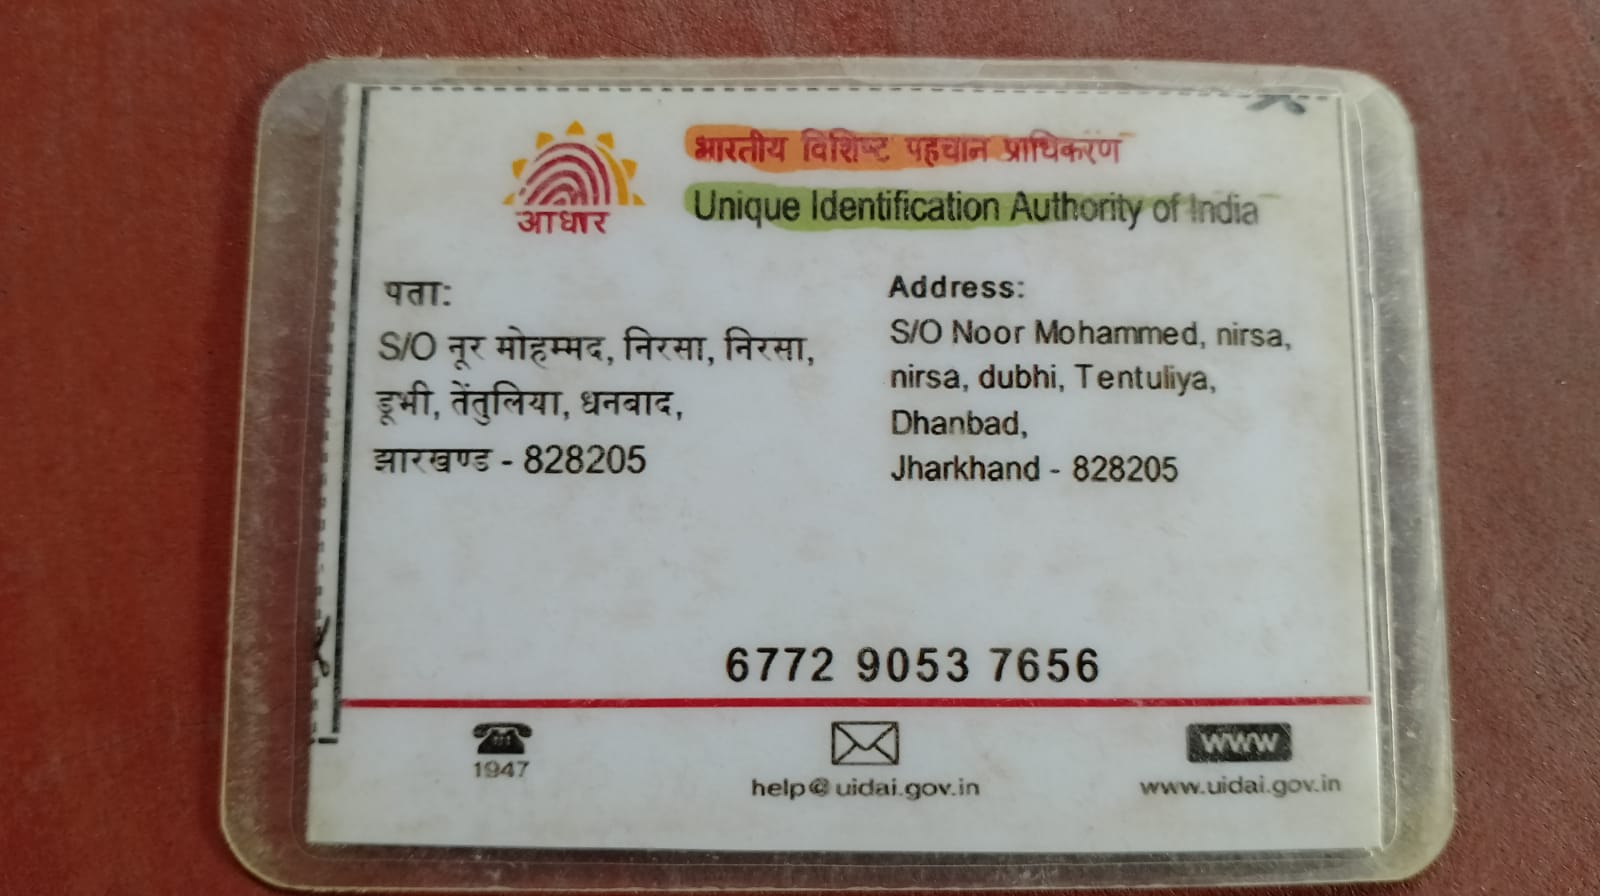 भारतीय विशिष्ट पहचान प्राधिकरण
आधार
Unique Identification Authority of India
पता:
S/O नूर मोहम्मद, निरसा, निरसा,
डूभी, तेंतुलिया, धनबाद,
झारखण्ड - 828205
Address:
S/O Noor Mohammed, nirsa,
nirsa, dubhi, Tentuliya,
Dhanbad,
Jharkhand - 828205
6772 9053 7656
1947
help@uidai.gov.in
www
www.uidai.gov.in